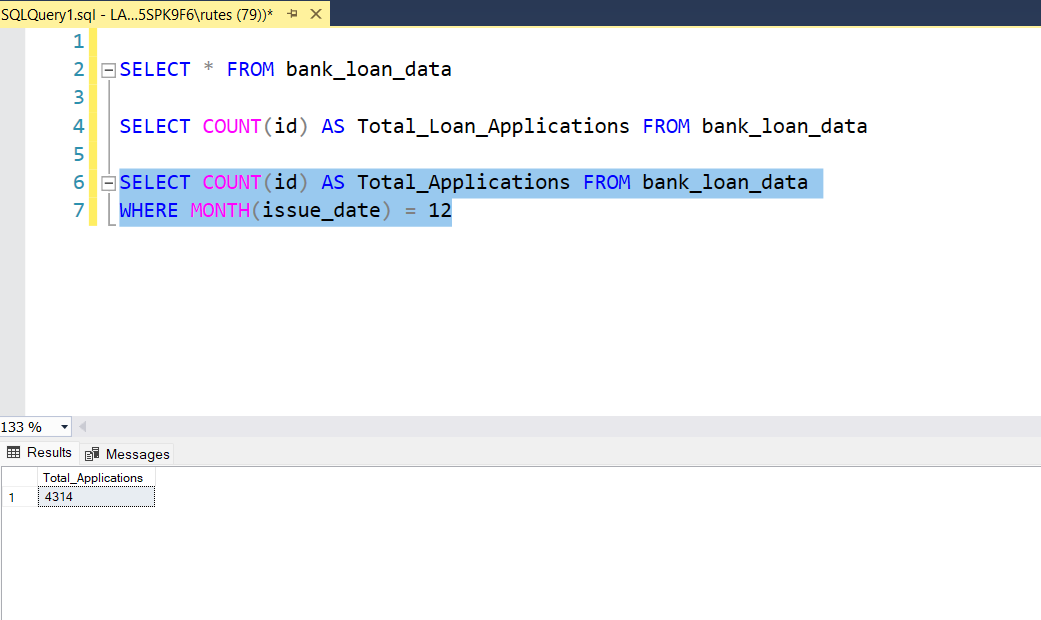 SQLQuery1.sql - LA...5SPK9F6\rutes (79))*
1
2 SELECT * FROM bank_loan_data
3
4 SELECT COUNT(id) AS Total_Loan_Applications FROM bank_loan_data
5
6 SELECT COUNT(id) AS Total_Applications FROM bank_loan_data
7 WHERE MONTH(issue_date) = 12
133 %
Results Messages
Total_Applications
1 4314